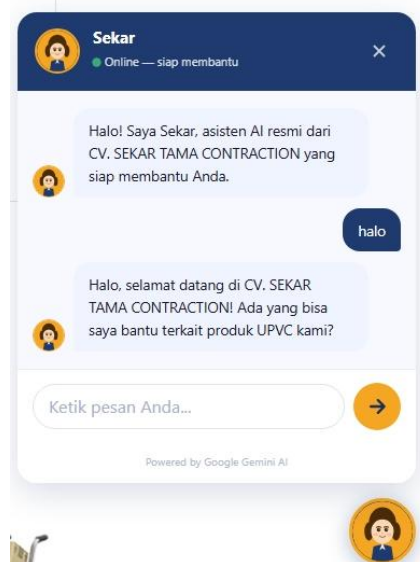 Sekar
Online — siap membantu
Halo! Saya Sekar, asisten AI resmi dari
CV. SEKAR TAMA CONTRACTION yang
siap membantu Anda.
halo
Halo, selamat datang di CV. SEKAR
TAMA CONTRACTION! Ada yang bisa
saya bantu terkait produk UPVC kami?
Ketik pesan Anda...
Powered by Google Gemini AI